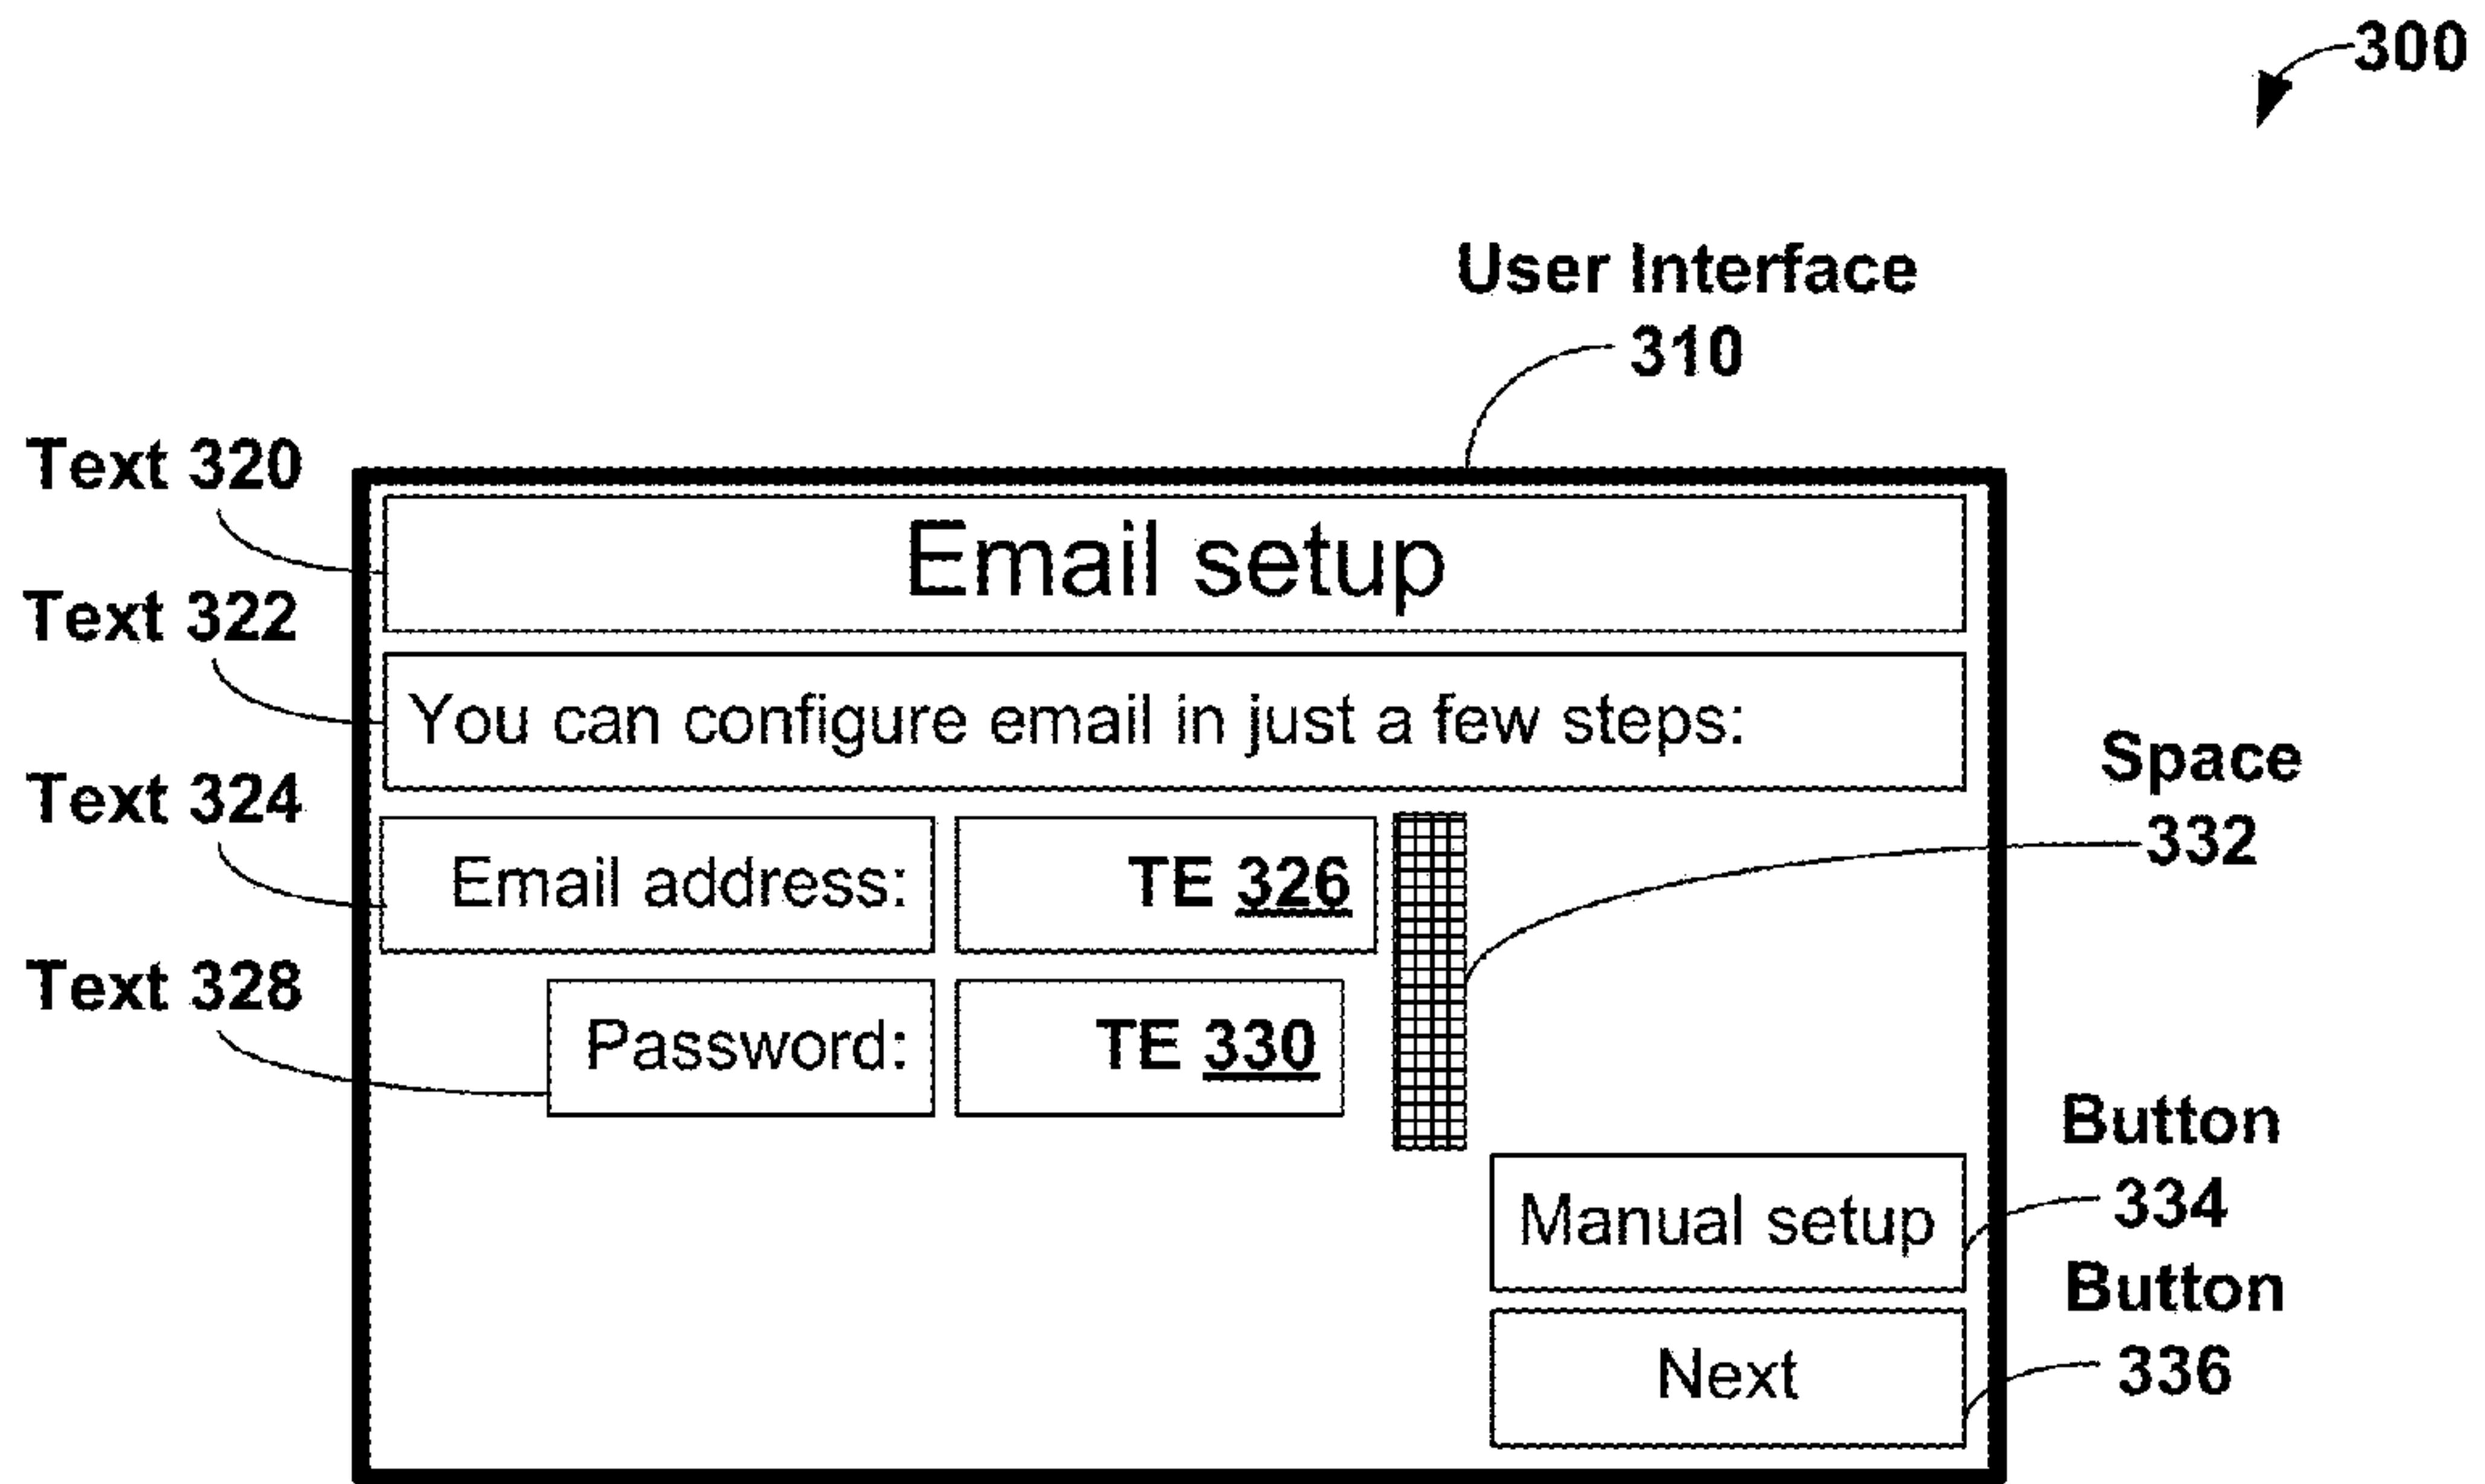 300
User Interface
310
Text 320
Email setup
Text 322
You can configure email in just a few steps:
Space
332
Text 324
Email address:
TE 326
Text 328
Password:
TE 330
Button
334
Manual setup
Button
336
Next